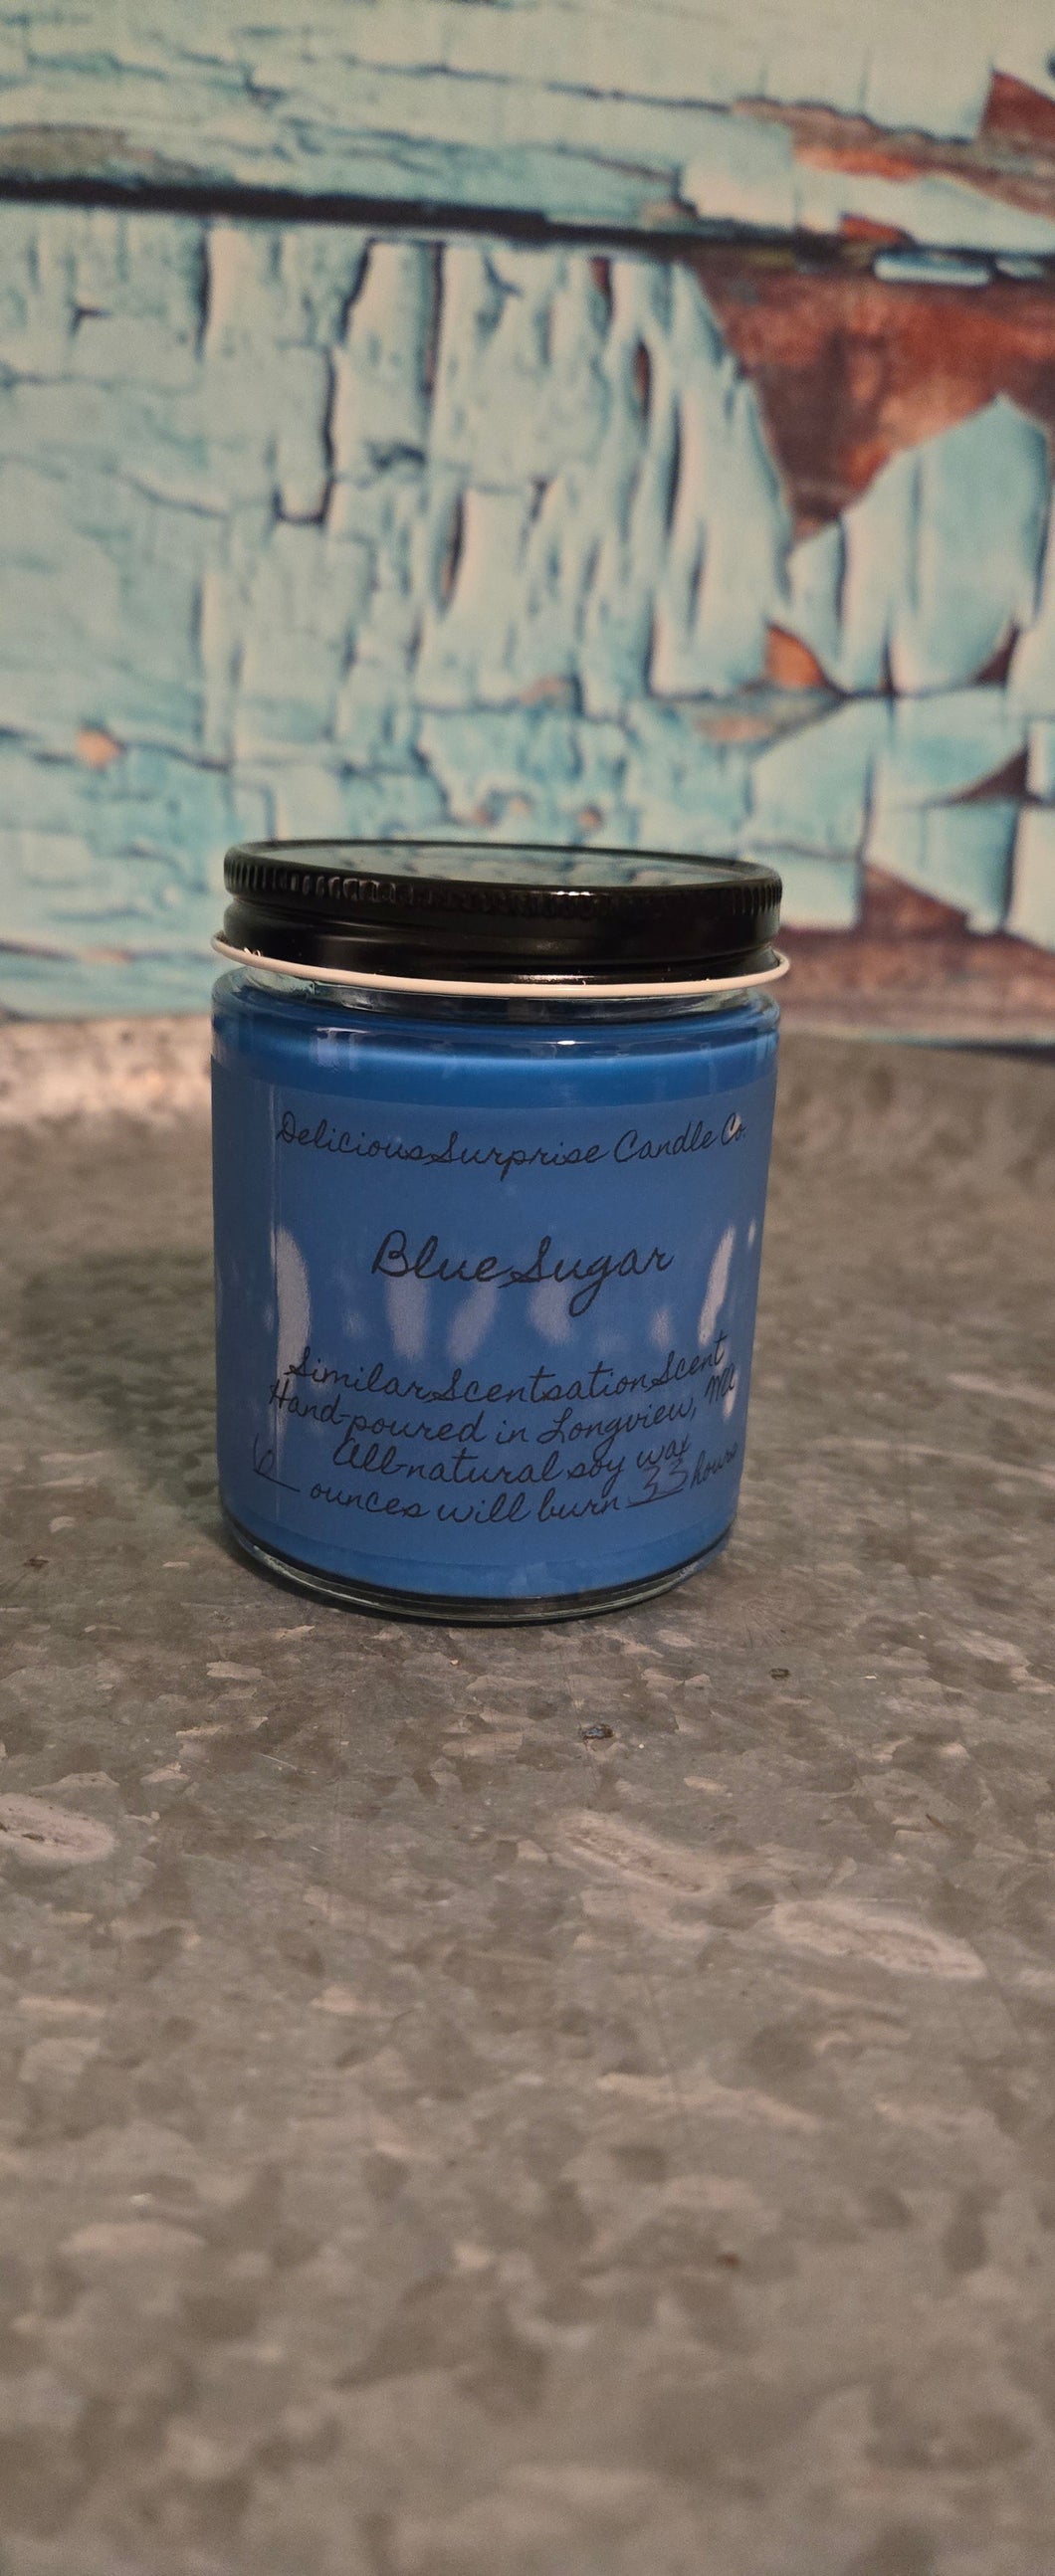 Delicious Surprise Candle Co.
Blue Sugar
Similar Scentsation Scent
Hand-poured in Longview,
All-natural soy wax
6 ounces will burn 33 hours